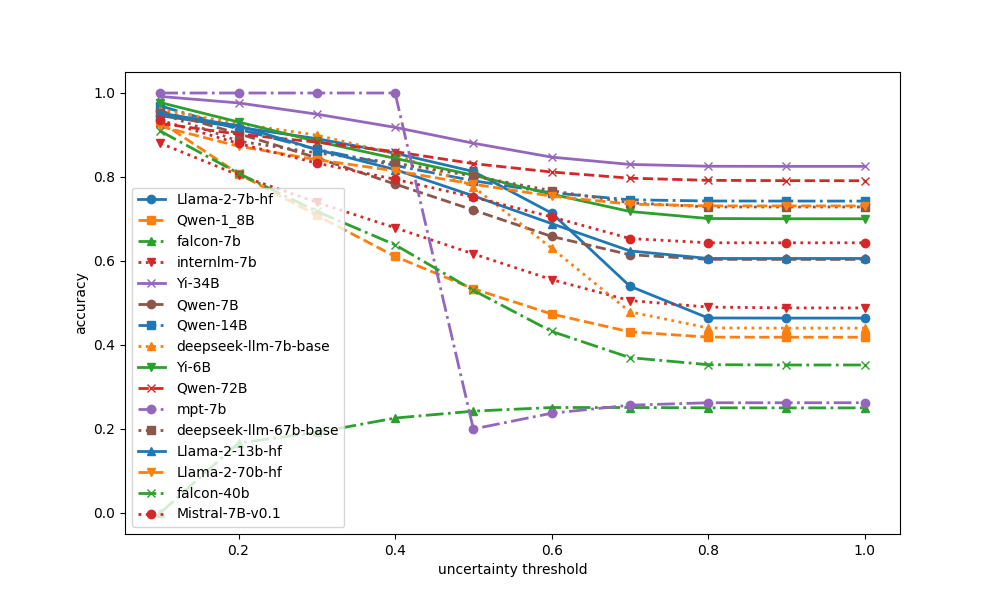 1.0
0.8
0.6
0.4
0.2
0.0
accuracy
Llama-2-7b-hf
Qwen-1_8B
falcon-7b
internlm-7b
Yi-34B
Qwen-7B
Qwen-14B
deepseek-llm-7b-base
Yi-6B
Qwen-72B
mpt-7b
deepseek-llm-67b-base
Llama-2-13b-hf
Llama-2-70b-hf
falcon-40b
Mistral-7B-v0.1
0.2 0.4 0.6 0.8 1.0
uncertainty threshold